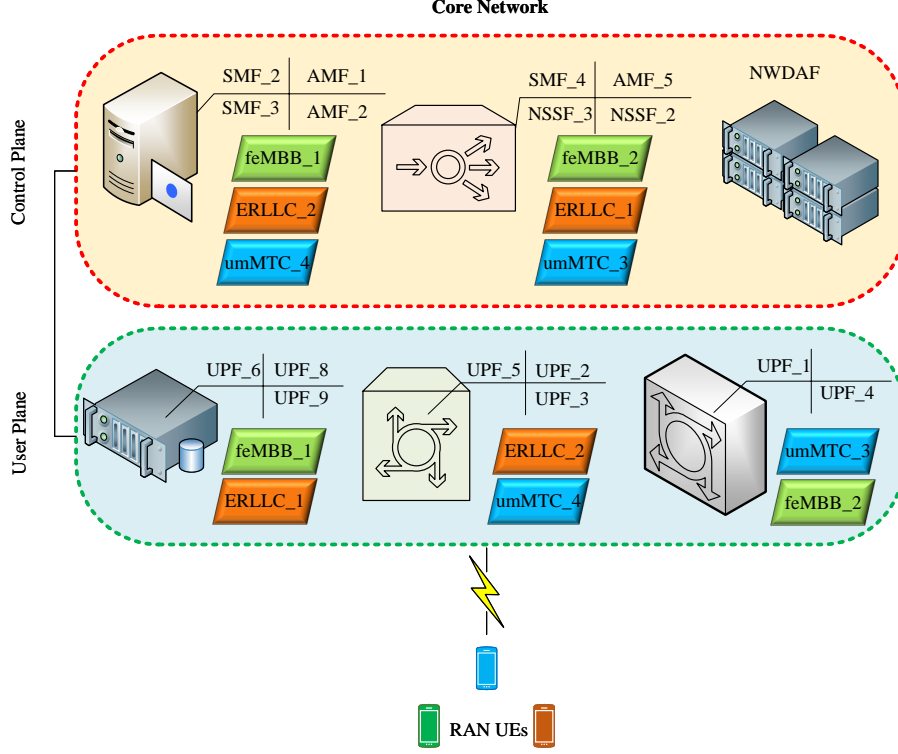 Core Network
Control Plane
SMF_2 AMF_1
SMF_3 AMF_2
feMBB_1
ERLLC_2
umMTC_4
SMF_4 AMF_5
NSSF_3 NSSF_2
feMBB_2
ERLLC_1
umMTC_3
NWDAF
User Plane
UPF_6 UPF_8
UPF_9
feMBB_1
ERLLC_1
UPF_5 UPF_2
UPF_3
ERLLC_2
umMTC_4
UPF_1
UPF_4
umMTC_3
feMBB_2
RAN UEs